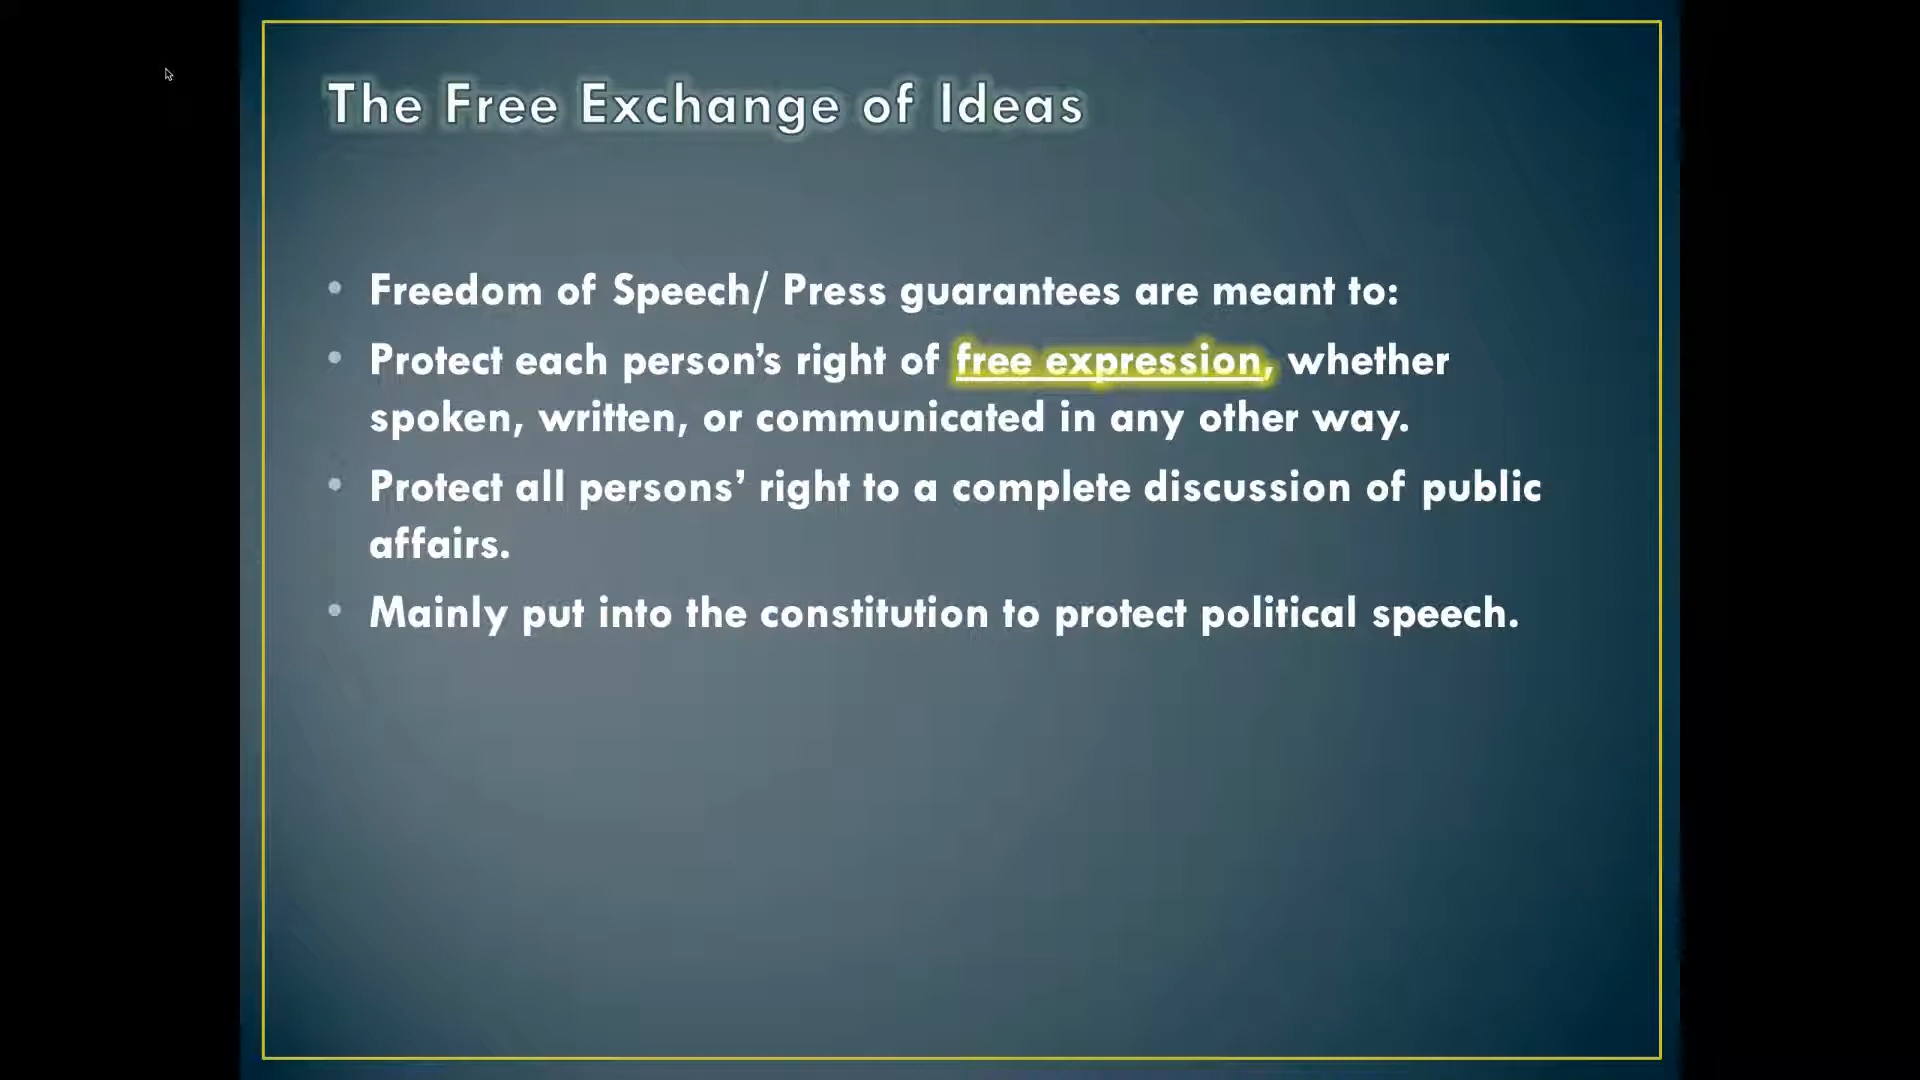 The Free Exchange of Ideas
• Freedom of Speech/ Press guarantees are meant to:
• Protect each person’s right of free expression, whether
spoken, written, or communicated in any other way.
• Protect all persons’ right to a complete discussion of public
affairs.
• Mainly put into the constitution to protect political speech.